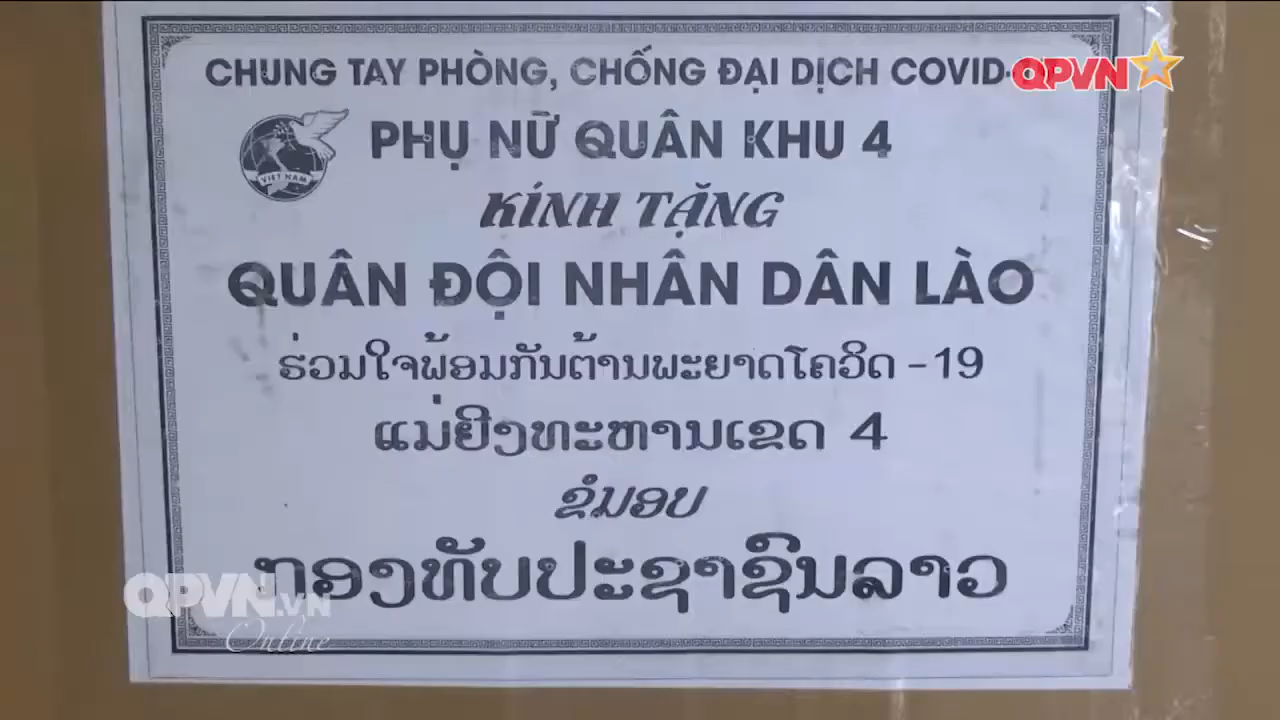 CHUNG TAY PHÒNG, CHỐNG ĐẠI DỊCH COVID-
QPVN
VIỆT NAM
PHỤ NỮ QUÂN KHU 4
KÍNH TẶNG
QUÂN ĐỘI NHÂN DÂN LÀO
ຮ່ວມໃຈພ້ອມກັນຕ້ານພະຍາດໂຄວິດ -19
ແມ່ຍິງທະຫານເຂດ 4
ຂໍມອບ
ກອງທັບປະຊາຊົນລາວ
QPVN.VN
Online